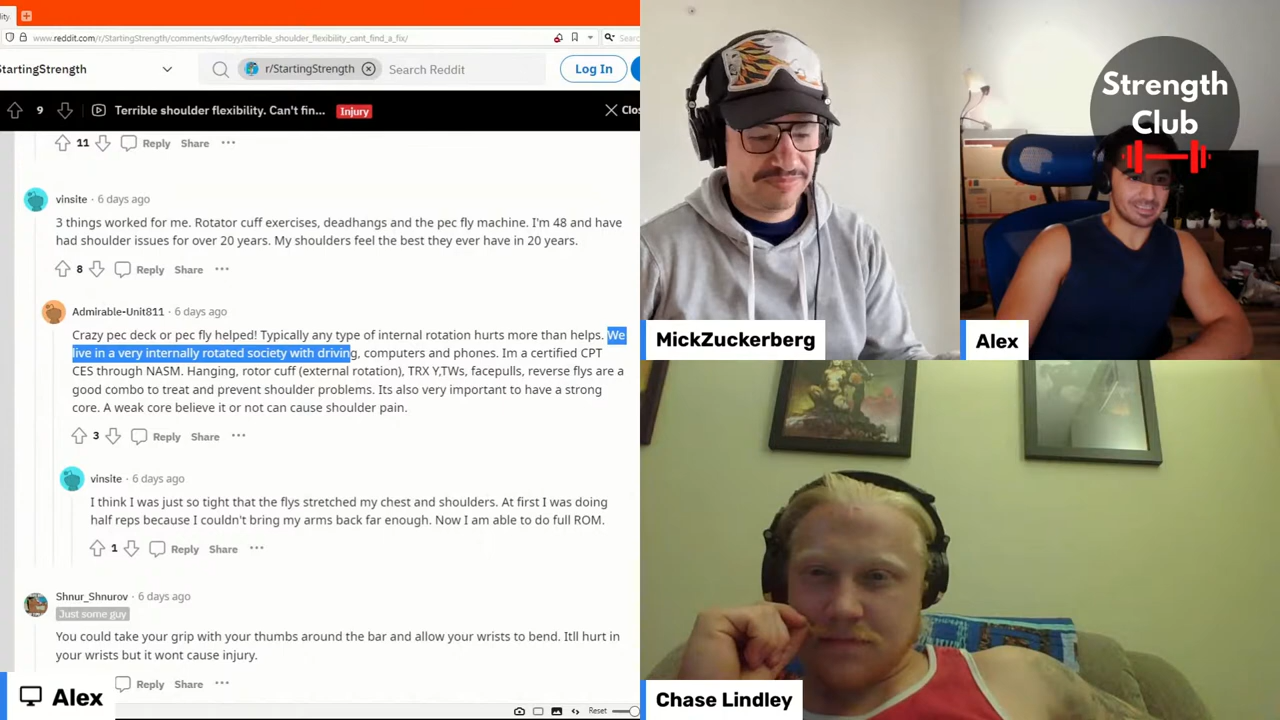 lity.
www.reddit.com/r/StartingStrength/comments/w9foyy/terrible_shoulder_flexibility_cant_find_a_fix/
Sear
StartingStrength
r/StartingStrength
Search Reddit
Log In
9
Terrible shoulder flexibility. Can't fin...
Injury
Clo
11 Reply Share
vinsite · 6 days ago
3 things worked for me. Rotator cuff exercises, deadhangs and the pec fly machine. I'm 48 and have
had shoulder issues for over 20 years. My shoulders feel the best they ever have in 20 years.
8 Reply Share
Admirable-Unit811 · 6 days ago
Crazy pec deck or pec fly helped! Typically any type of internal rotation hurts more than helps. We
live in a very internally rotated society with driving, computers and phones. Im a certified CPT
CES through NASM. Hanging, rotor cuff (external rotation), TRX Y,TWs, facepulls, reverse flys are a
good combo to treat and prevent shoulder problems. Its also very important to have a strong
core. A weak core believe it or not can cause shoulder pain.
3 Reply Share
vinsite · 6 days ago
I think I was just so tight that the flys stretched my chest and shoulders. At first I was doing
half reps because I couldn't bring my arms back far enough. Now I am able to do full ROM.
1 Reply Share
Shnur_Shnurov · 6 days ago
Just some guy
You could take your grip with your thumbs around the bar and allow your wrists to bend. Itll hurt in
your wrists but it wont cause injury.
Reply Share
Reset
Alex
MickZuckerberg
Strength
Club
Alex
Chase Lindley